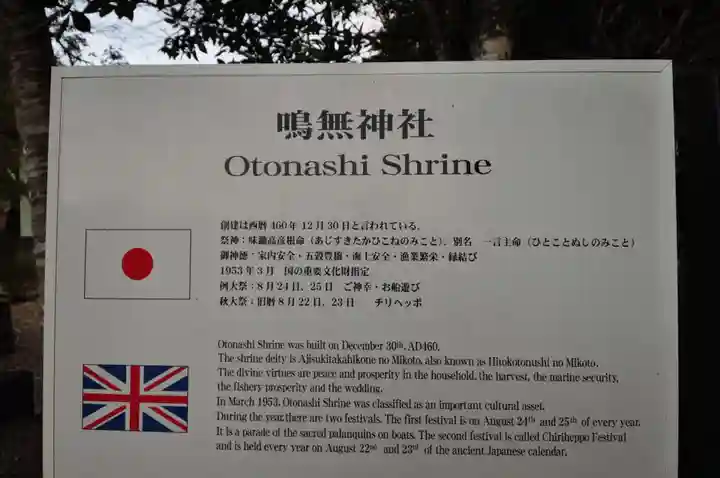 鳴無神社
Otonashi Shrine
創建は西暦460年12月30日と言われている。
祭神：味鋤高彦根命（あじすきたかひこねのみこと）、別名　一言主命（ひとことぬしのみこと）
御神徳：家内安全・五穀豊穣・海上安全・漁業繁栄・縁結び
1953年3月　国の重要文化財指定
例大祭：8月24日、25日　ご神幸・お船遊び
秋大祭：旧暦8月22日、23日　チリヘッポ
Otonashi Shrine was built on December 30th, AD460.
The shrine deity is Ajisukitakahikone no Mikoto, also known as Hitokotonushi no Mikoto.
The divine virtues are peace and prosperity in the household, the harvest, the marine security,
the fishery prosperity and the wedding.
In March 1953, Otonashi Shrine was classified as an important cultural asset.
During the year, there are two festivals. The first festival is on August 24th and 25th of every year.
It is a parade of the sacred palanquins on boats. The second festival is called Chiriheppo Festival
and is held every year on August 22nd and 23rd of the ancient Japanese calendar.